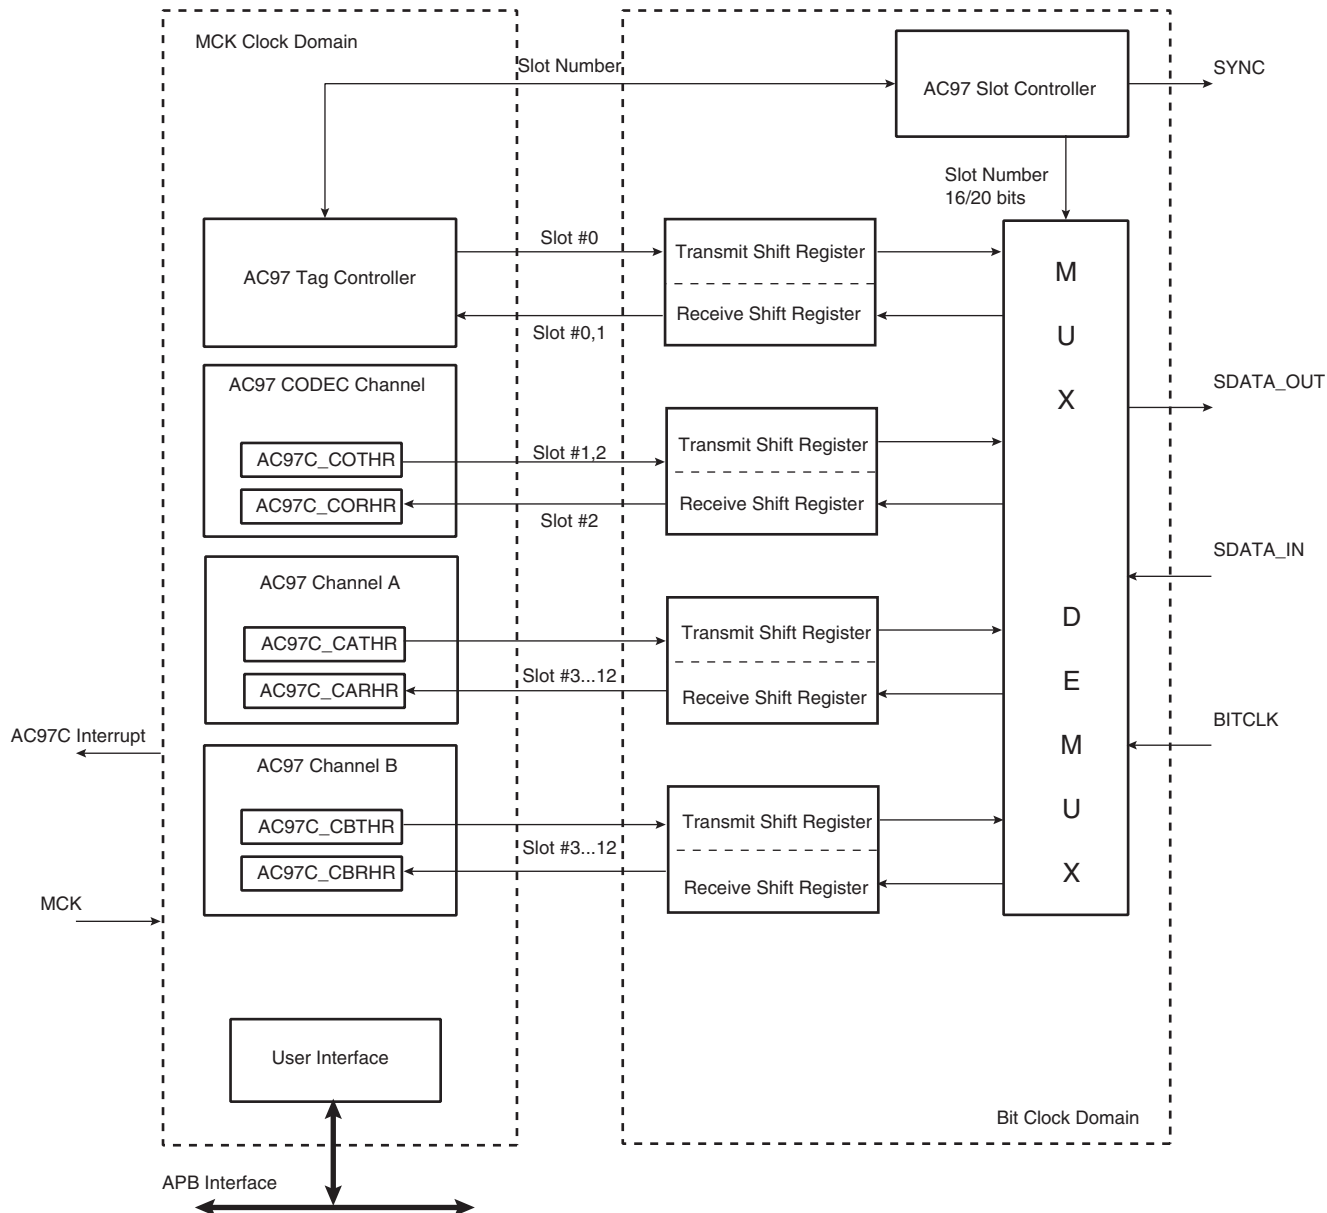 MCK Clock Domain
Slot Number
AC97 Slot Controller
SYNC
Slot Number
16/20 bits
AC97 Tag Controller
Slot #0
Slot #0,1
Transmit Shift Register
Receive Shift Register
M
U
X
D
E
M
U
X
AC97 CODEC Channel
AC97C_COTHR
AC97C_CORHR
Slot #1,2
Slot #2
Transmit Shift Register
Receive Shift Register
SDATA_OUT
AC97 Channel A
AC97C_CATHR
AC97C_CARHR
Slot #3...12
Transmit Shift Register
Receive Shift Register
SDATA_IN
BITCLK
AC97C Interrupt
AC97 Channel B
AC97C_CBTHR
AC97C_CBRHR
Slot #3...12
Transmit Shift Register
Receive Shift Register
MCK
User Interface
Bit Clock Domain
APB Interface